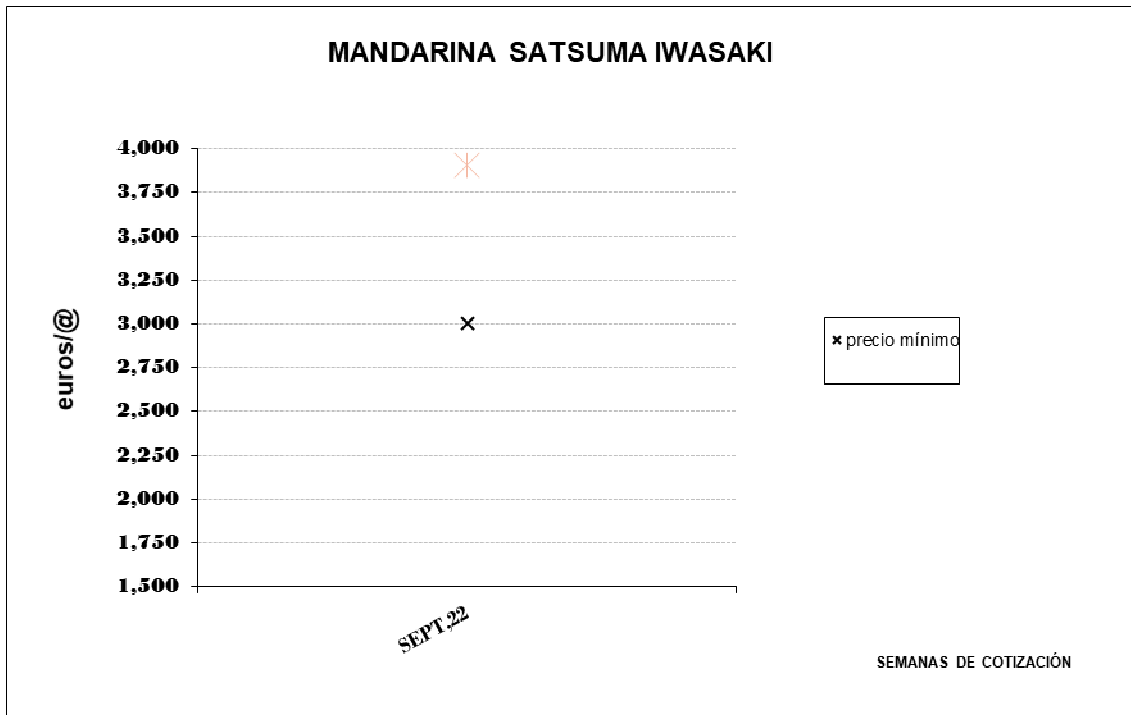 MANDARINA SATSUMA IWASAKI
4,000
3,750
3,500
3,250
3,000
2,750
2,500
2,250
2,000
1,750
1,500
euros/@
precio mínimo
SEPT,22
SEMANAS DE COTIZACIÓN